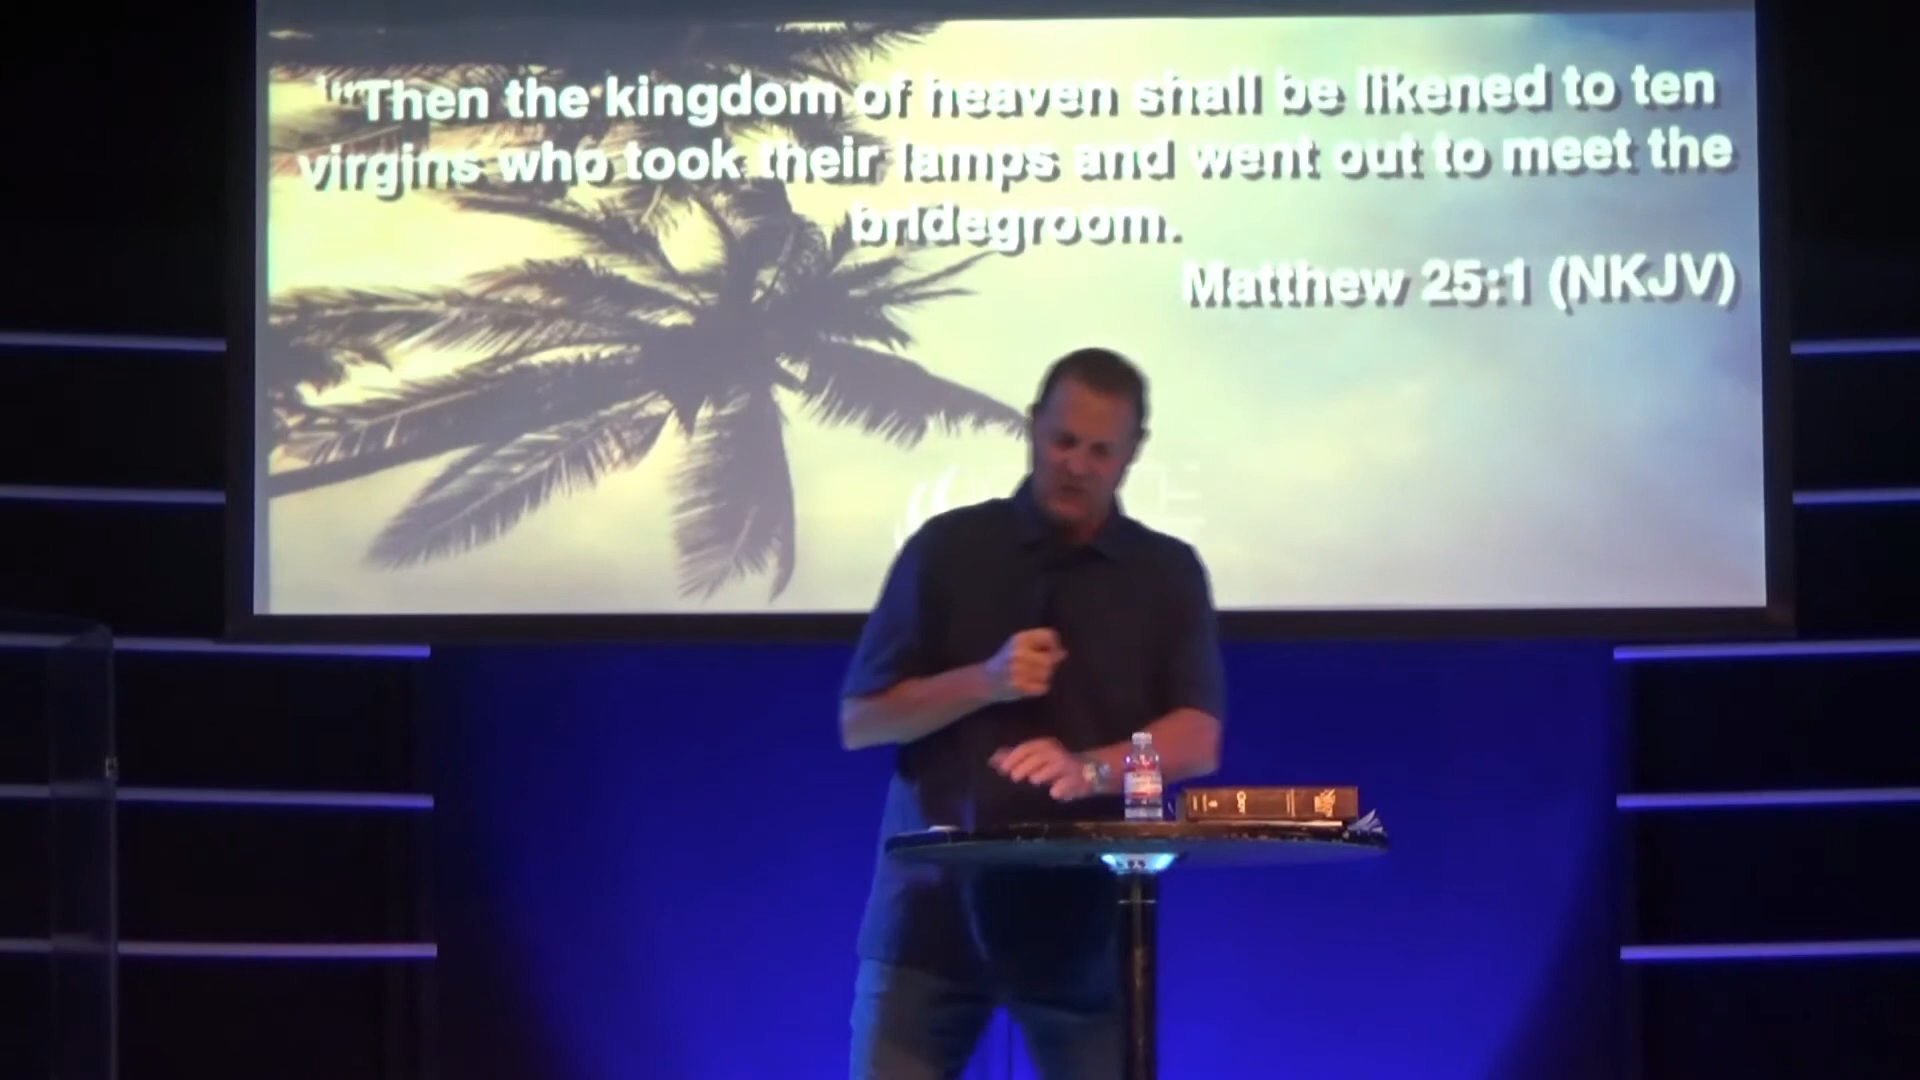 ¹“Then the kingdom of heaven shall be likened to ten
virgins who took their lamps and went out to meet the
bridegroom.
Matthew 25:1 (NKJV)